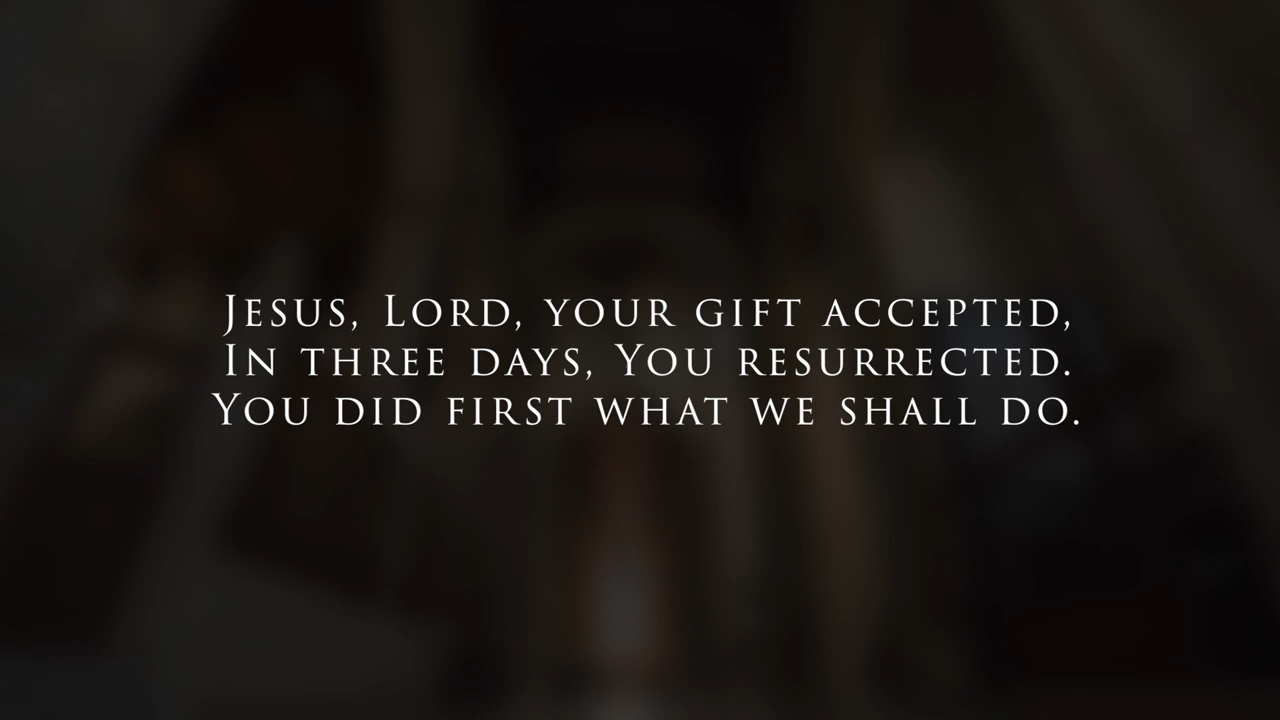 Jesus, Lord, your gift accepted,
In three days, You resurrected.
You did first what we shall do.